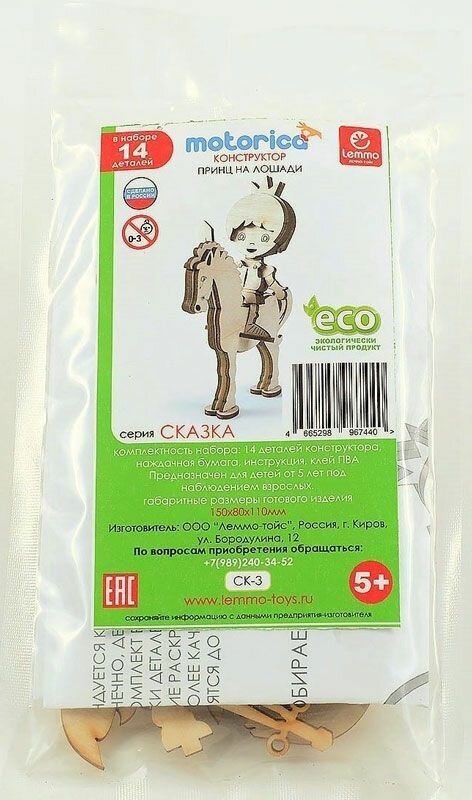 в наборе
14
деталей
motorica
КОНСТРУКТОР
ПРИНЦ НА ЛОШАДИ
Lemmo
СДЕЛАНО
В РОССИИ
0-3
eco
ЭКОЛОГИЧЕСКИ
ЧИСТЫЙ ПРОДУКТ
4 665298 967440 >
серия СКАЗКА
комплектность набора: 14 деталей конструктора,
наждачная бумага, инструкция, клей ПВА
Предназначен для детей от 5 лет под
наблюдением взрослых.
габаритные размеры готового изделия
150х80х110мм
Изготовитель: ООО "Леммо-тойс", Россия, г. Киров,
ул. Бородулина, 12
По вопросам приобретения обращаться:
+7(989)240-34-52
EAC
СК-3
5+
www.lemmo-toys.ru
сохраняйте информацию с данными предприятия-изготовителя